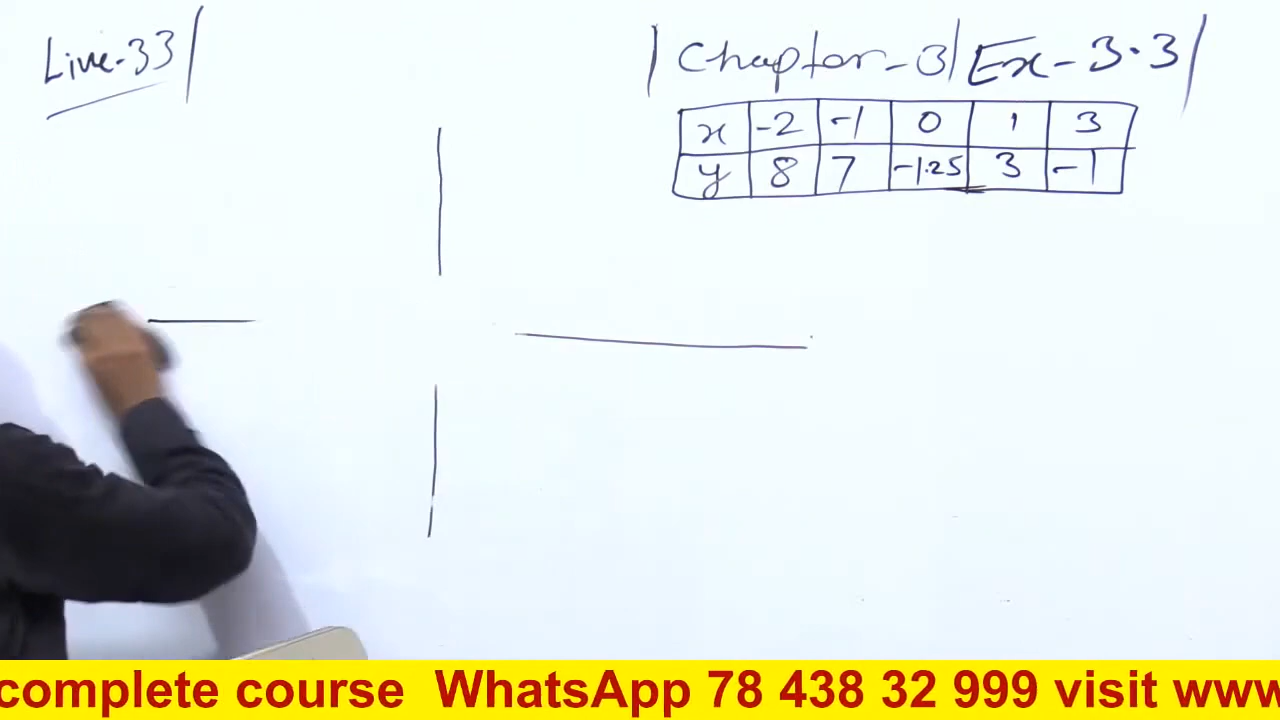 Live-33
Chapter-3 Ex-3.3
x -2 -1 0 1 3
y 8 7 -1.25 3 -1
complete course WhatsApp 78 438 32 999 visit www